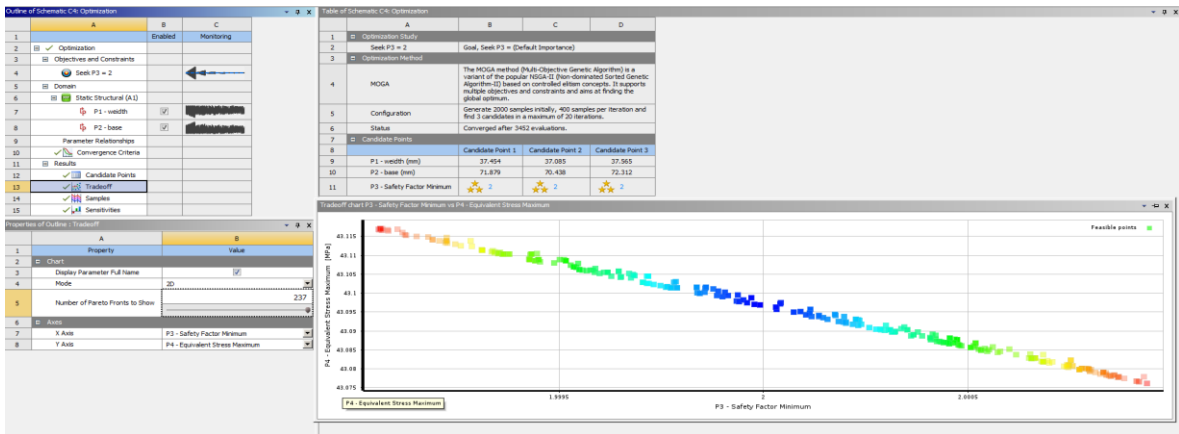 Outline of Schematic C4: Optimization
A B C
1 Enabled Monitoring
2 Optimization
3 Objectives and Constraints
4 Seek P3 = 2
5 Domain
6 Static Structural (A1)
7 P1 - weidth
8 P2 - base
9 Parameter Relationships
10 Convergence Criteria
11 Results
12 Candidate Points
13 Tradeoff
14 Samples
15 Sensitivities
Properties of Outline : Tradeoff
A B
1 Property Value
2 Chart
3 Display Parameter Full Name
4 Mode 2D
5 Number of Pareto Fronts to Show 237
6 Axes
7 X Axis P3 - Safety Factor Minimum
8 Y Axis P4 - Equivalent Stress Maximum
Table of Schematic C4: Optimization
A B C D
1 Optimization Study
2 Seek P3 = 2 Goal, Seek P3 = (Default Importance)
3 Optimization Method
4 MOGA
The MOGA method (Multi-Objective Genetic Algorithm) is a
variant of the popular NSGA-II (Non-dominated Sorted Genetic
Algorithm-II) based on controlled elitism concepts. It supports
multiple objectives and constraints and aims at finding the
global optimum.
5 Configuration
Generate 2000 samples initially, 400 samples per iteration and
find 3 candidates in a maximum of 20 iterations.
6 Status Converged after 3452 evaluations.
7 Candidate Points
8 Candidate Point 1 Candidate Point 2 Candidate Point 3
9 P1 - weidth (mm) 37.454 37.085 37.565
10 P2 - base (mm) 71.879 70.438 72.312
11 P3 - Safety Factor Minimum 2 2 2
Tradeoff chart P3 - Safety Factor Minimum vs P4 - Equivalent Stress Maximum
Feasible points
P4 - Equivalent Stress Maximum [MPa]
43.115
43.11
43.105
43.1
43.095
43.09
43.085
43.08
43.075
1.9995 2 2.0005
P4 - Equivalent Stress Maximum
P3 - Safety Factor Minimum